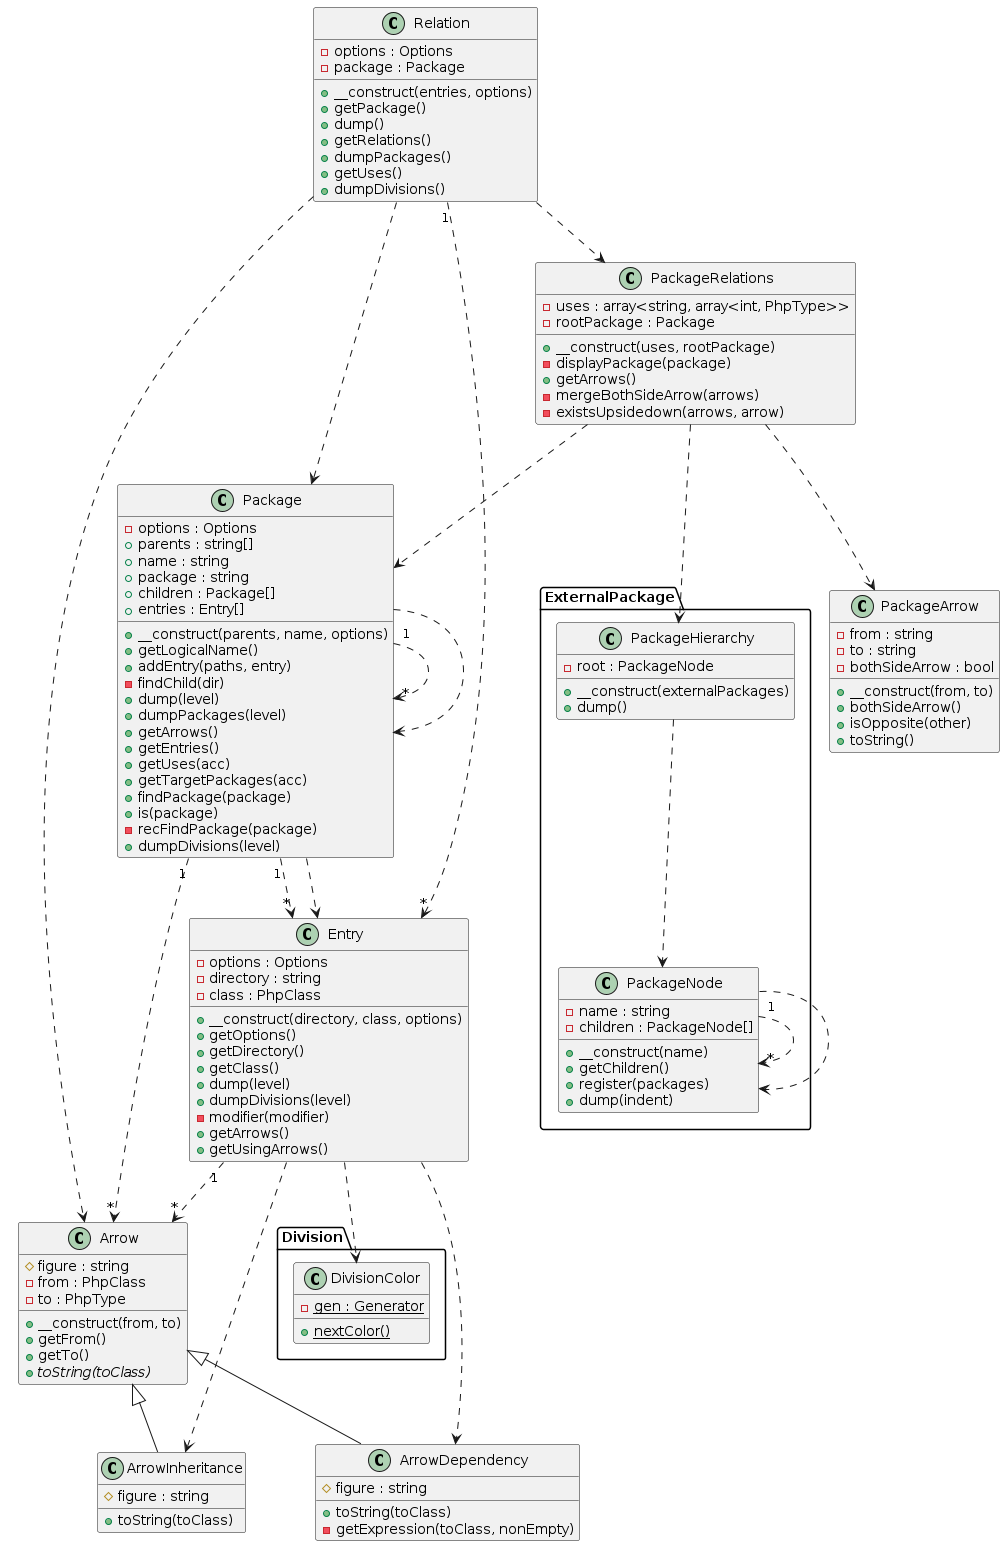 C Relation
options : Options
package : Package
__construct(entries, options)
getPackage()
dump()
getRelations()
dumpPackages()
getUses()
dumpDivisions()
1
C PackageRelations
uses : array<string, array<int, PhpType>>
rootPackage : Package
__construct(uses, rootPackage)
displayPackage(package)
getArrows()
mergeBothSideArrow(arrows)
existsUpsidedown(arrows, arrow)
C Package
options : Options
parents : string[]
name : string
package : string
children : Package[]
entries : Entry[]
__construct(parents, name, options)
getLogicalName()
addEntry(paths, entry)
findChild(dir)
dump(level)
dumpPackages(level)
getArrows()
getEntries()
getUses(acc)
getTargetPackages(acc)
findPackage(package)
is(package)
recFindPackage(package)
dumpDivisions(level)
1
*
ExternalPackage
C PackageHierarchy
root : PackageNode
__construct(externalPackages)
dump()
C PackageArrow
from : string
to : string
bothSideArrow : bool
__construct(from, to)
bothSideArrow()
isOpposite(other)
toString()
1
1
*
*
C Entry
options : Options
directory : string
class : PhpClass
__construct(directory, class, options)
getOptions()
getDirectory()
getClass()
dump(level)
dumpDivisions(level)
modifier(modifier)
getArrows()
getUsingArrows()
C PackageNode
name : string
children : PackageNode[]
__construct(name)
getChildren()
register(packages)
dump(indent)
1
*
1
*
*
C Arrow
figure : string
from : PhpClass
to : PhpType
__construct(from, to)
getFrom()
getTo()
toString(toClass)
Division
C DivisionColor
gen : Generator
nextColor()
C ArrowInheritance
figure : string
toString(toClass)
C ArrowDependency
figure : string
toString(toClass)
getExpression(toClass, nonEmpty)